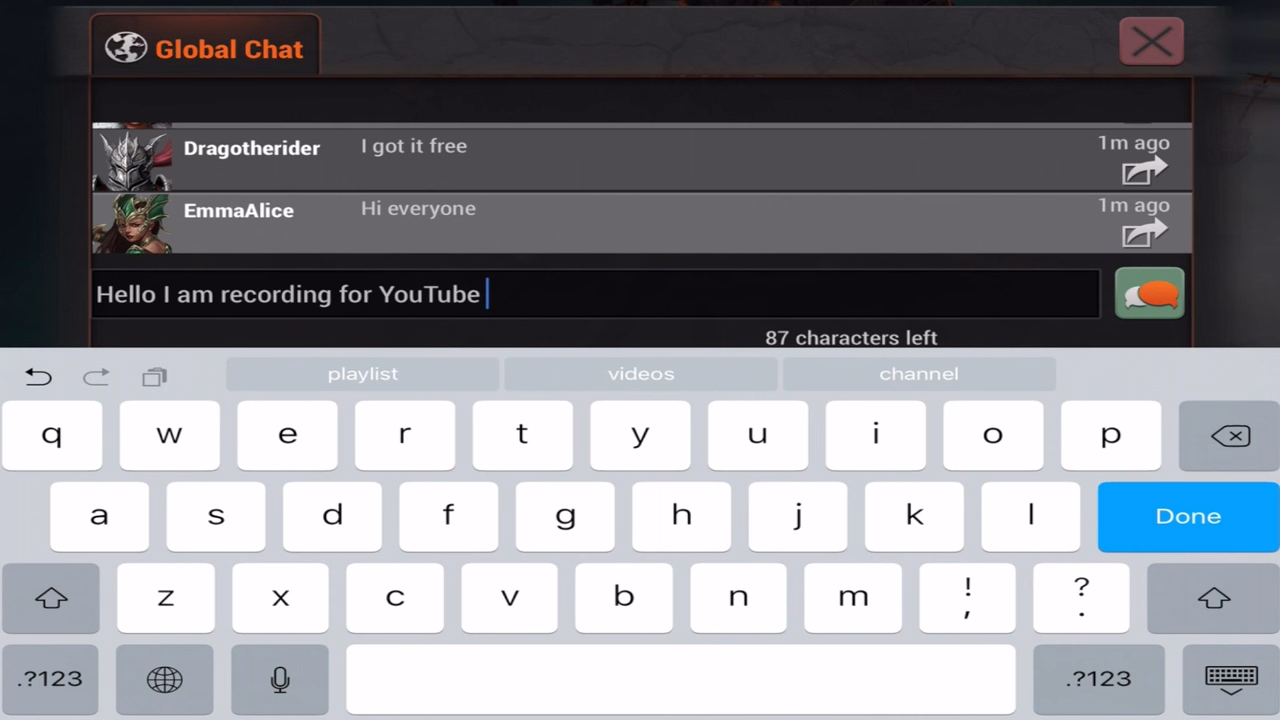 Global Chat
Dragotherider I got it free 1m ago
EmmaAlice Hi everyone 1m ago
Hello I am recording for YouTube
87 characters left
playlist videos channel
q w e r t y u i o p
a s d f g h j k l Done
z x c v b n m ! , ? .
.?123 .?123